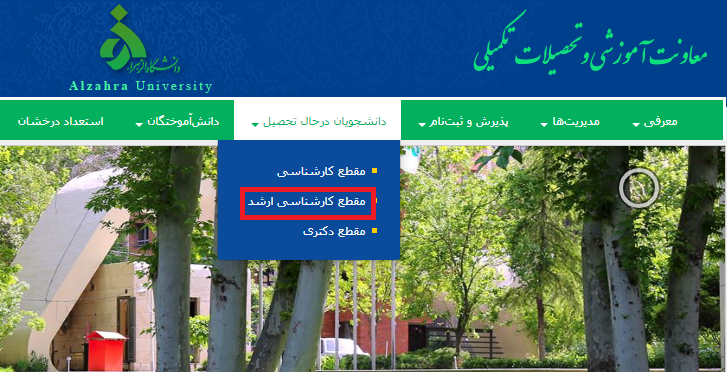 معاونت آموزشی و تحصیلات تکمیلی
دانشگاه الزهرا
Alzahra University
معرفی
مدیریت‌ها
پذیرش و ثبت‌نام
دانشجویان درحال تحصیل
دانش‌آموختگان
استعداد درخشان
مقطع کارشناسی
مقطع کارشناسی ارشد
مقطع دکتری